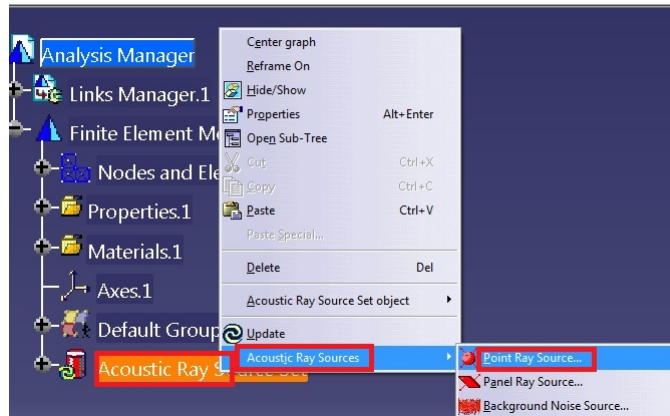 Analysis Manager
Links Manager.1
Finite Element M
Nodes and Ele
Properties.1
Materials.1
Axes.1
Default Group
Acoustic Ray Source Set
Center graph
Reframe On
Hide/Show
Properties Alt+Enter
Open Sub-Tree
Cut Ctrl+X
Copy Ctrl+C
Paste Ctrl+V
Paste Special...
Delete Del
Acoustic Ray Source Set object
Update
Acoustic Ray Sources
Point Ray Source...
Panel Ray Source...
Background Noise Source...